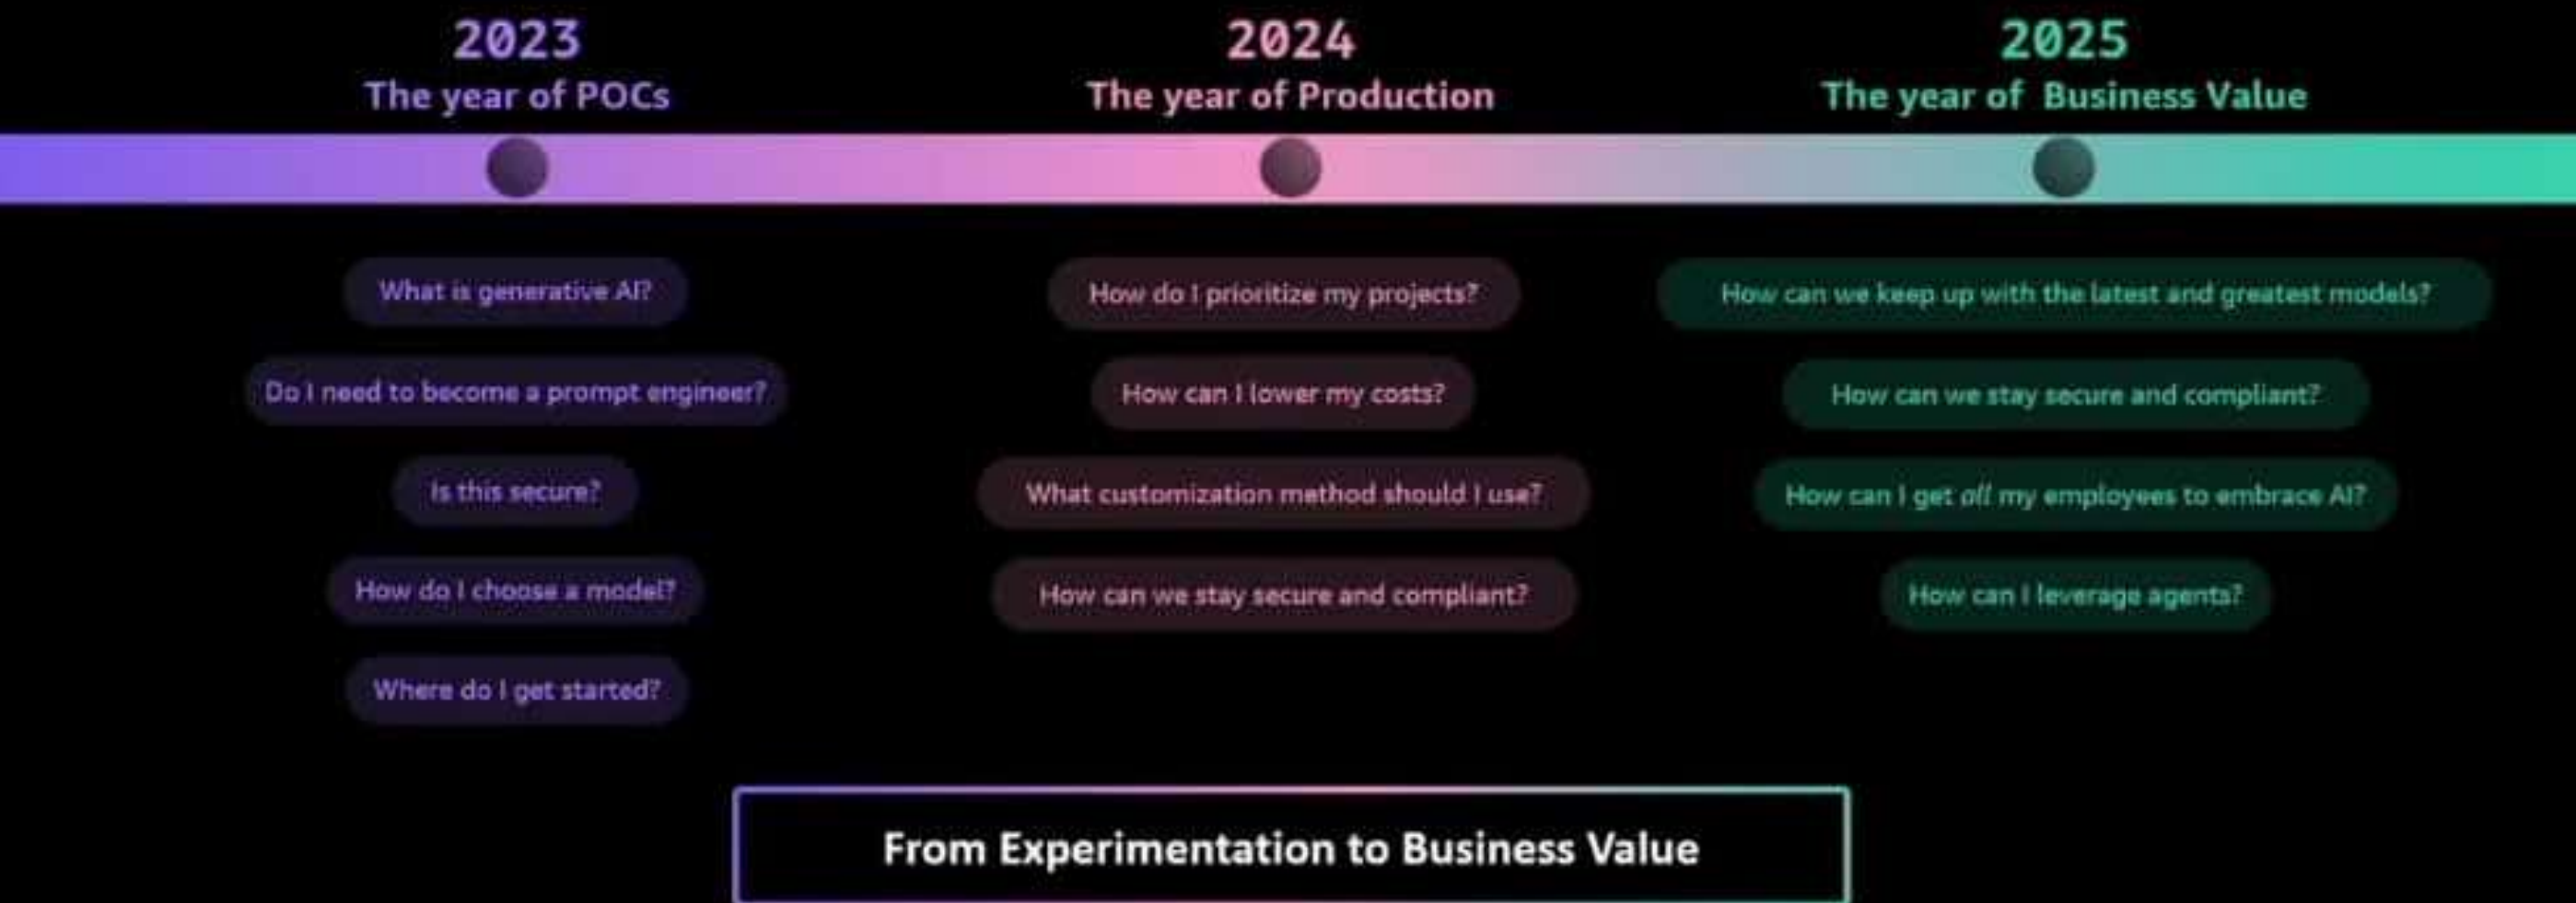 2023
The year of POCs
What is generative AI?
Do I need to become a prompt engineer?
Is this secure?
How do I choose a model?
Where do I get started?
2024
The year of Production
How do I prioritize my projects?
How can I lower my costs?
What customization method should I use?
How can we stay secure and compliant?
2025
The year of Business Value
How can we keep up with the latest and greatest models?
How can we stay secure and compliant?
How can I get all my employees to embrace AI?
How can I leverage agents?
From Experimentation to Business Value